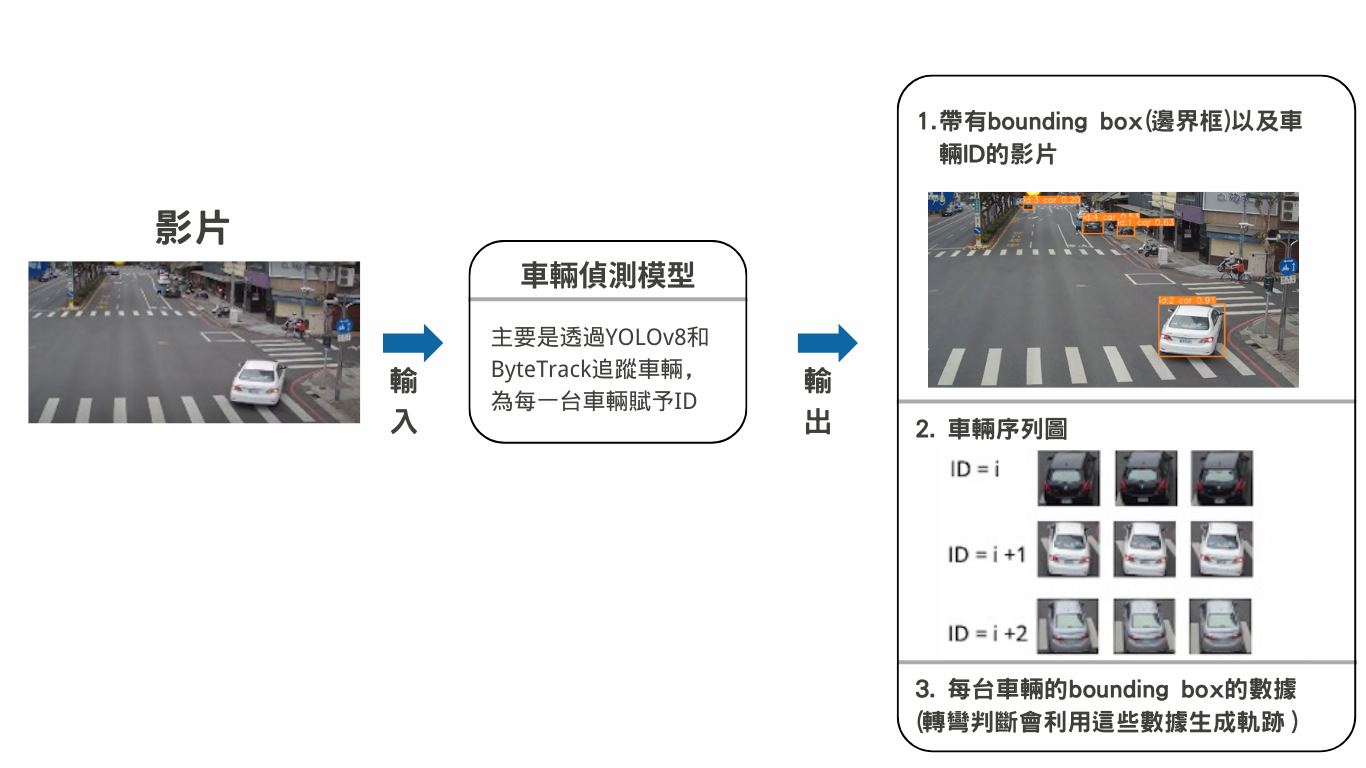 影片
輸
入
車輛偵測模型
主要是透過YOLOv8和
ByteTrack追蹤車輛，
為每一台車輛賦予ID
輸
出
1.帶有bounding box(邊界框)以及車
輛ID的影片
id:3 car 0.20
id:4 car
id:1 car 0.63
id:2 car 0.91
2. 車輛序列圖
ID = i
ID = i +1
ID = i +2
3. 每台車輛的bounding box的數據
(轉彎判斷會利用這些數據生成軌跡)